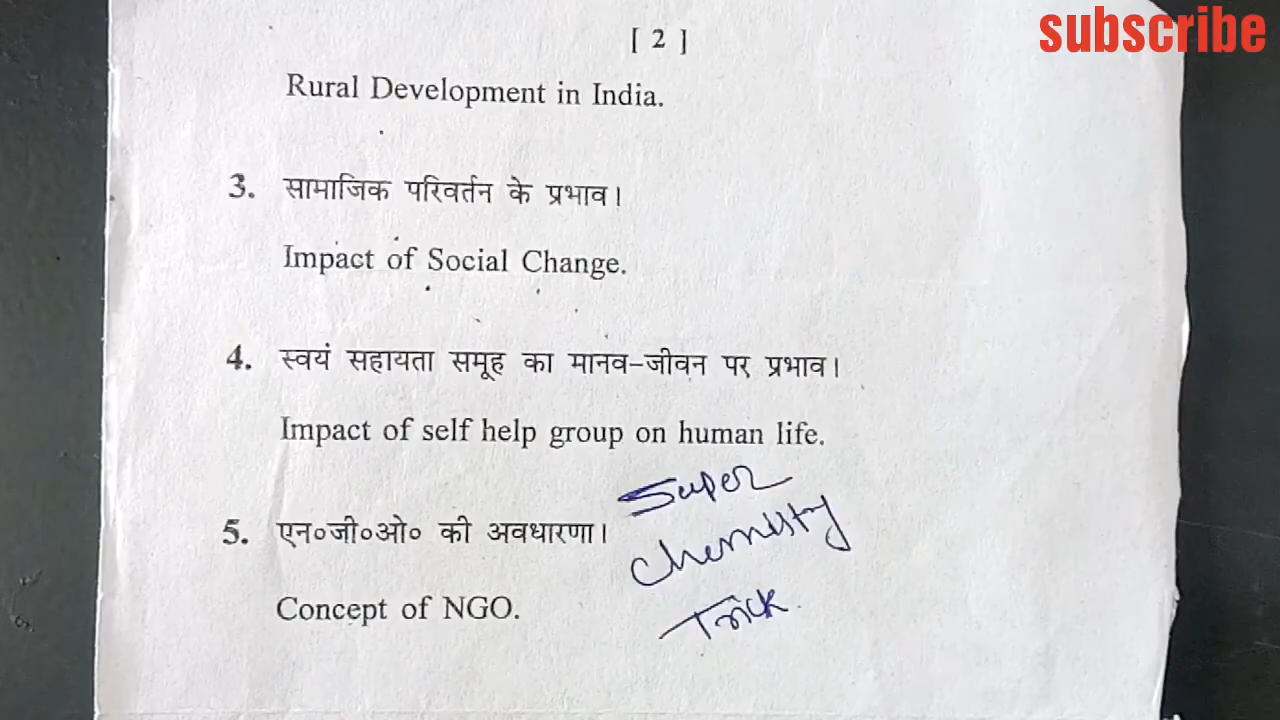 subscribe
[ 2 ]
Rural Development in India.
3. सामाजिक परिवर्तन के प्रभाव।
Impact of Social Change.
4. स्वयं सहायता समूह का मानव-जीवन पर प्रभाव।
Impact of self help group on human life.
5. एन०जी०ओ० की अवधारणा।
Concept of NGO.
Super
Chemistry
Trick.